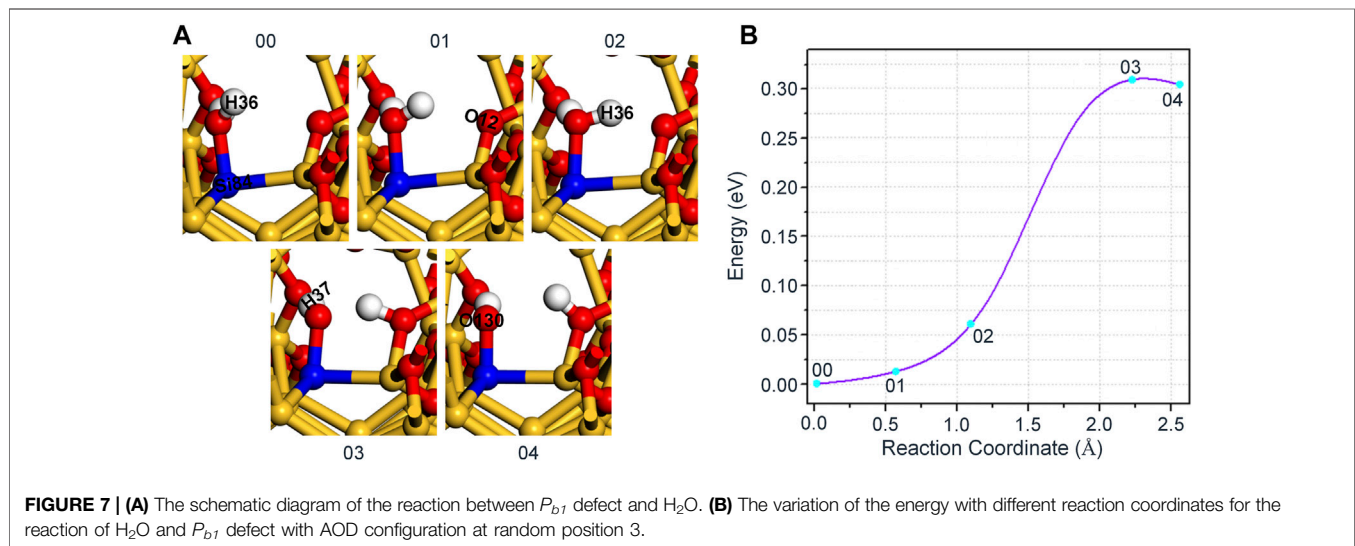 A
00
01
02
H36
Si84
O12
H36
H37
O130
03
04
B
Energy (eV)
0.30
0.25
0.20
0.15
0.10
0.05
0.00
00
01
02
03
04
0.0 0.5 1.0 1.5 2.0 2.5
Reaction Coordinate (Å)
FIGURE 7 | (A) The schematic diagram of the reaction between Pb1 defect and H2O. (B) The variation of the energy with different reaction coordinates for the
reaction of H2O and Pb1 defect with AOD configuration at random position 3.